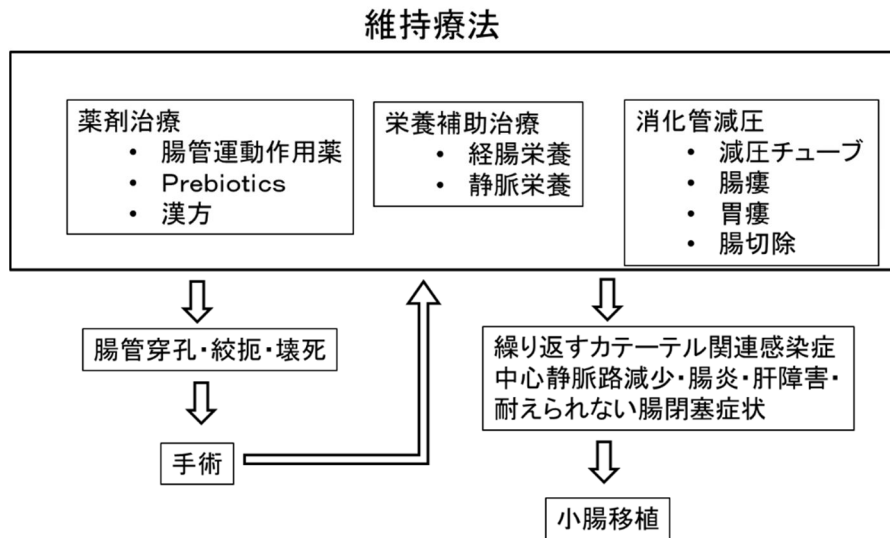 維持療法
薬剤治療
• 腸管運動作用薬
• Prebiotics
• 漢方
栄養補助治療
• 経腸栄養
• 静脈栄養
消化管減圧
• 減圧チューブ
• 腸瘻
• 胃瘻
• 腸切除
腸管穿孔・絞扼・壊死
手術
繰り返すカテーテル関連感染症
中心静脈路減少・腸炎・肝障害・
耐えられない腸閉塞症状
小腸移植